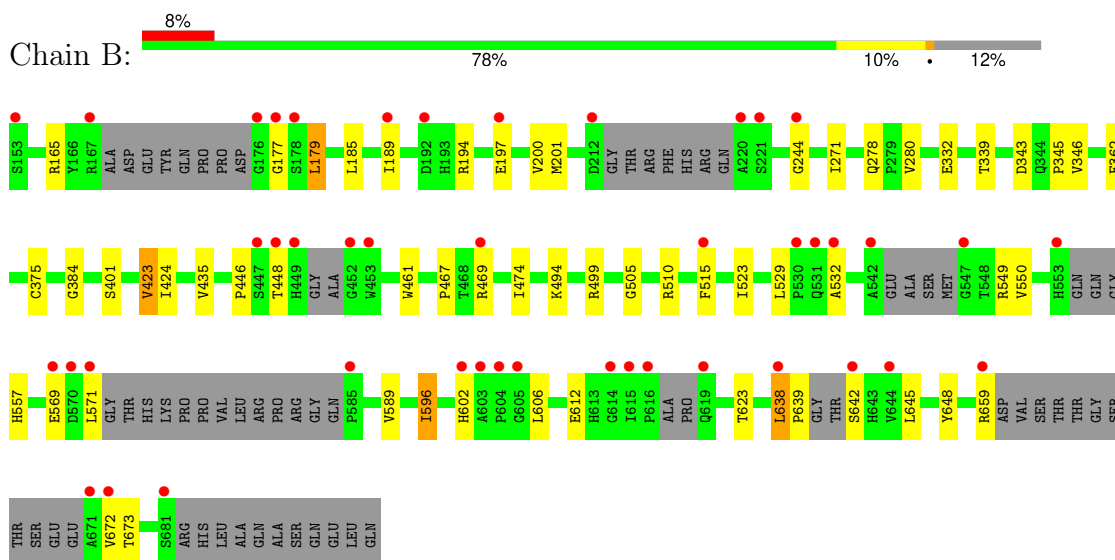 8%
Chain B:
78% 10% • 12%
S153 R165 Y166 R167 ALA ASP GLU TYR GLN PRO PRO ASP G176 G177 S178 L179 L185 I189 D192 H193 R194 E197 V200 M201 D212 GLY THR ARG PHE HIS ARG GLN A220 S221 G244 I271 Q278 P279 V280 E332 T339 D343 Q344 P345 V346
C375 G384 S401 V423 I424 V435 P446 S447 T448 H449 GLY ALA G452 W453 W461 P467 T468 R469 I474 K494 R499 G505 R510 F515 I523 L529 P530 Q531 A532 A542 GLU ALA SER MET G547 T548 R549 V550 H553 GLN GLN GLY
H557 E569 D570 L571 GLY THR HIS LYS PRO PRO VAL LEU ARG PRO ARG GLY GLN P585 V589 I596 H602 A603 P604 G605 L606 E612 H613 G614 I615 P616 ALA PRO Q619 T623 L638 P639 GLY THR S642 H643 V644 L645 Y648 R659 ASP VAL SER THR THR GLY SER
THR SER GLU GLU A671 V672 T673 S681 ARG HIS LEU ALA GLN ALA SER GLN GLU LEU GLN